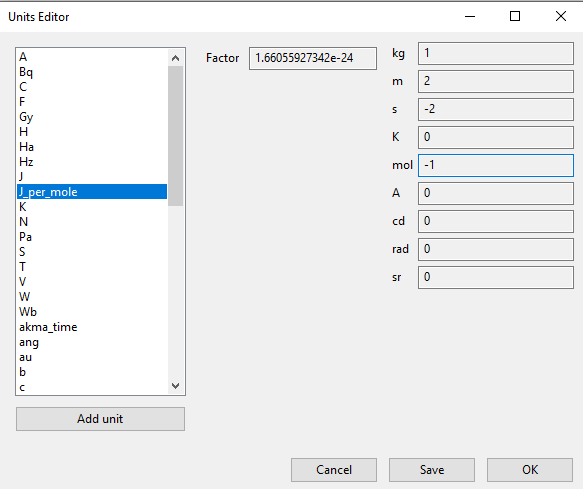 Units Editor
A
Bq
C
F
Gy
H
Ha
Hz
J
J_per_mole
K
N
Pa
S
T
V
W
Wb
akma_time
ang
au
b
c
Add unit
Factor 1.66055927342e-24
kg 1
m 2
s -2
K 0
mol -1
A 0
cd 0
rad 0
sr 0
Cancel Save OK